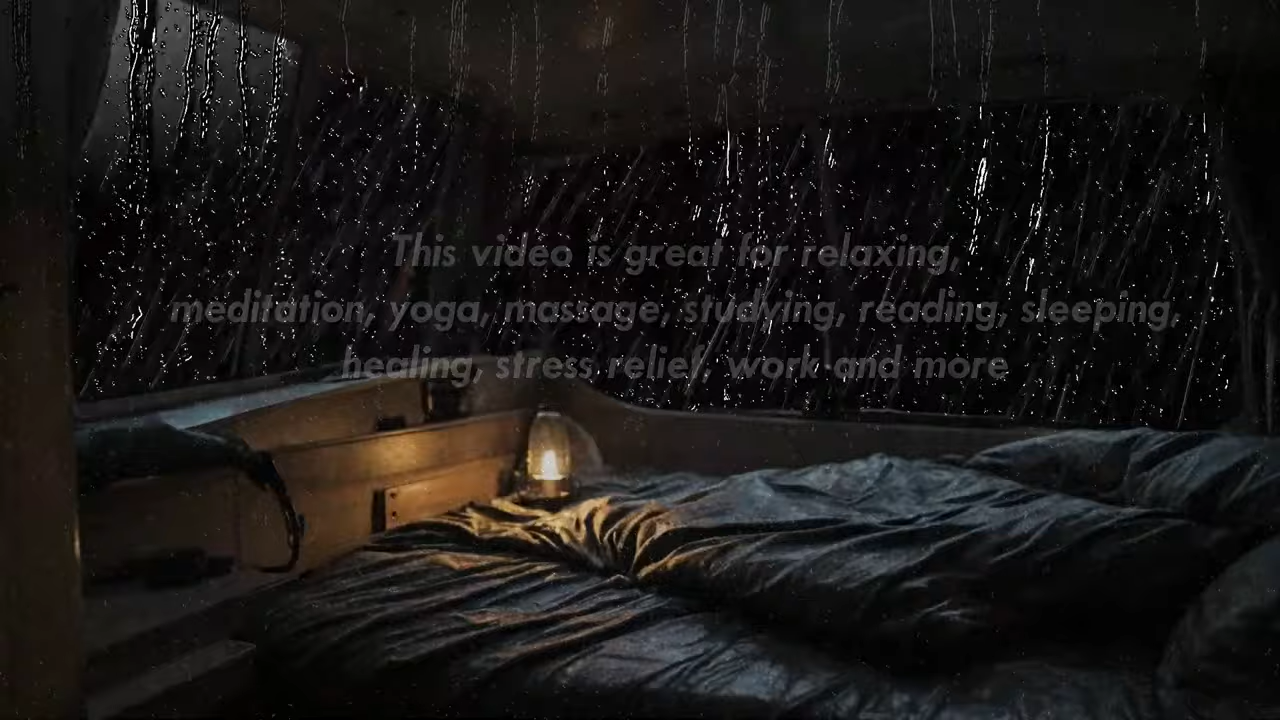 This video is great for relaxing,
meditation, yoga, massage, studying, reading, sleeping,
healing, stress relief, work and more